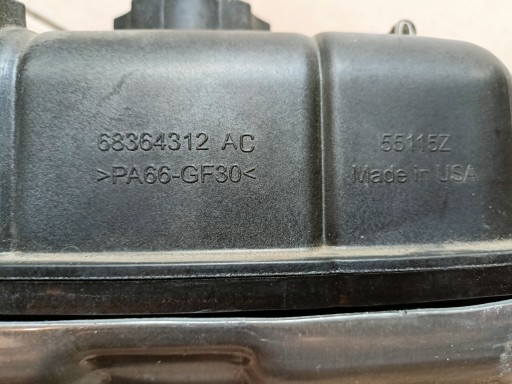 68364312 AC
>PA66-GF30<
55115Z
Made in USA